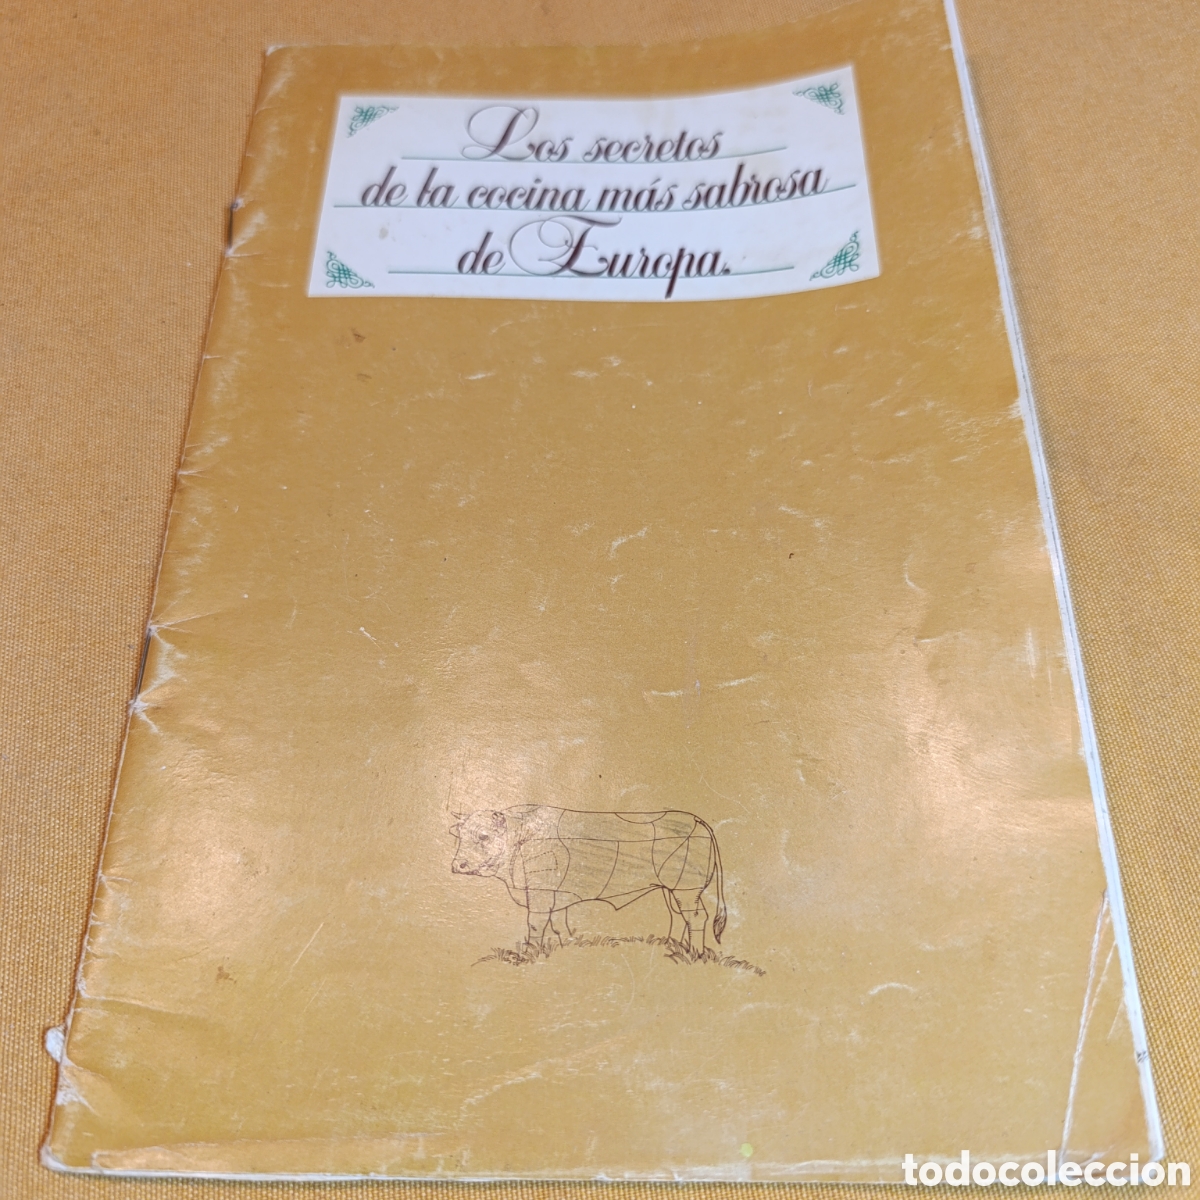 Los secretos
de la cocina más sabrosa
de Europa.
todocoleccion